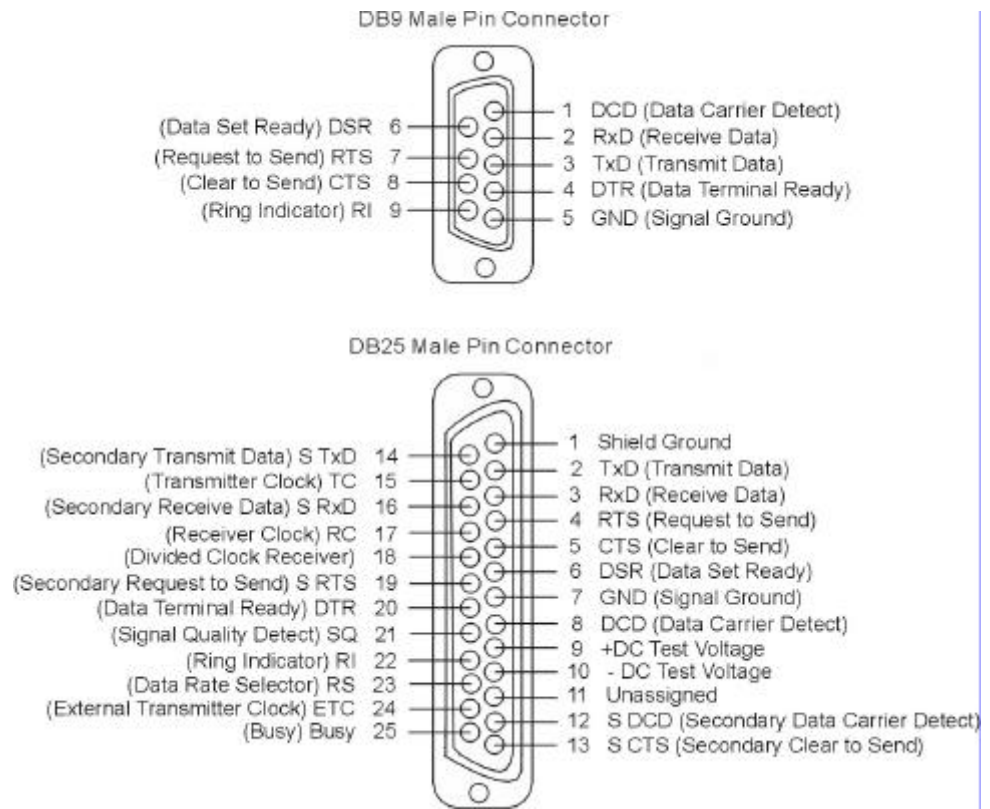 DB9 Male Pin Connector
1 DCD (Data Carrier Detect)
(Data Set Ready) DSR 6
2 RxD (Receive Data)
(Request to Send) RTS 7
3 TxD (Transmit Data)
(Clear to Send) CTS 8
4 DTR (Data Terminal Ready)
(Ring Indicator) RI 9
5 GND (Signal Ground)
DB25 Male Pin Connector
1 Shield Ground
(Secondary Transmit Data) S TxD 14
2 TxD (Transmit Data)
(Transmitter Clock) TC 15
3 RxD (Receive Data)
(Secondary Receive Data) S RxD 16
4 RTS (Request to Send)
(Receiver Clock) RC 17
5 CTS (Clear to Send)
(Divided Clock Receiver) 18
6 DSR (Data Set Ready)
(Secondary Request to Send) S RTS 19
7 GND (Signal Ground)
(Data Terminal Ready) DTR 20
8 DCD (Data Carrier Detect)
(Signal Quality Detect) SQ 21
9 +DC Test Voltage
(Ring Indicator) RI 22
10 - DC Test Voltage
(Data Rate Selector) RS 23
11 Unassigned
(External Transmitter Clock) ETC 24
12 S DCD (Secondary Data Carrier Detect)
(Busy) Busy 25
13 S CTS (Secondary Clear to Send)